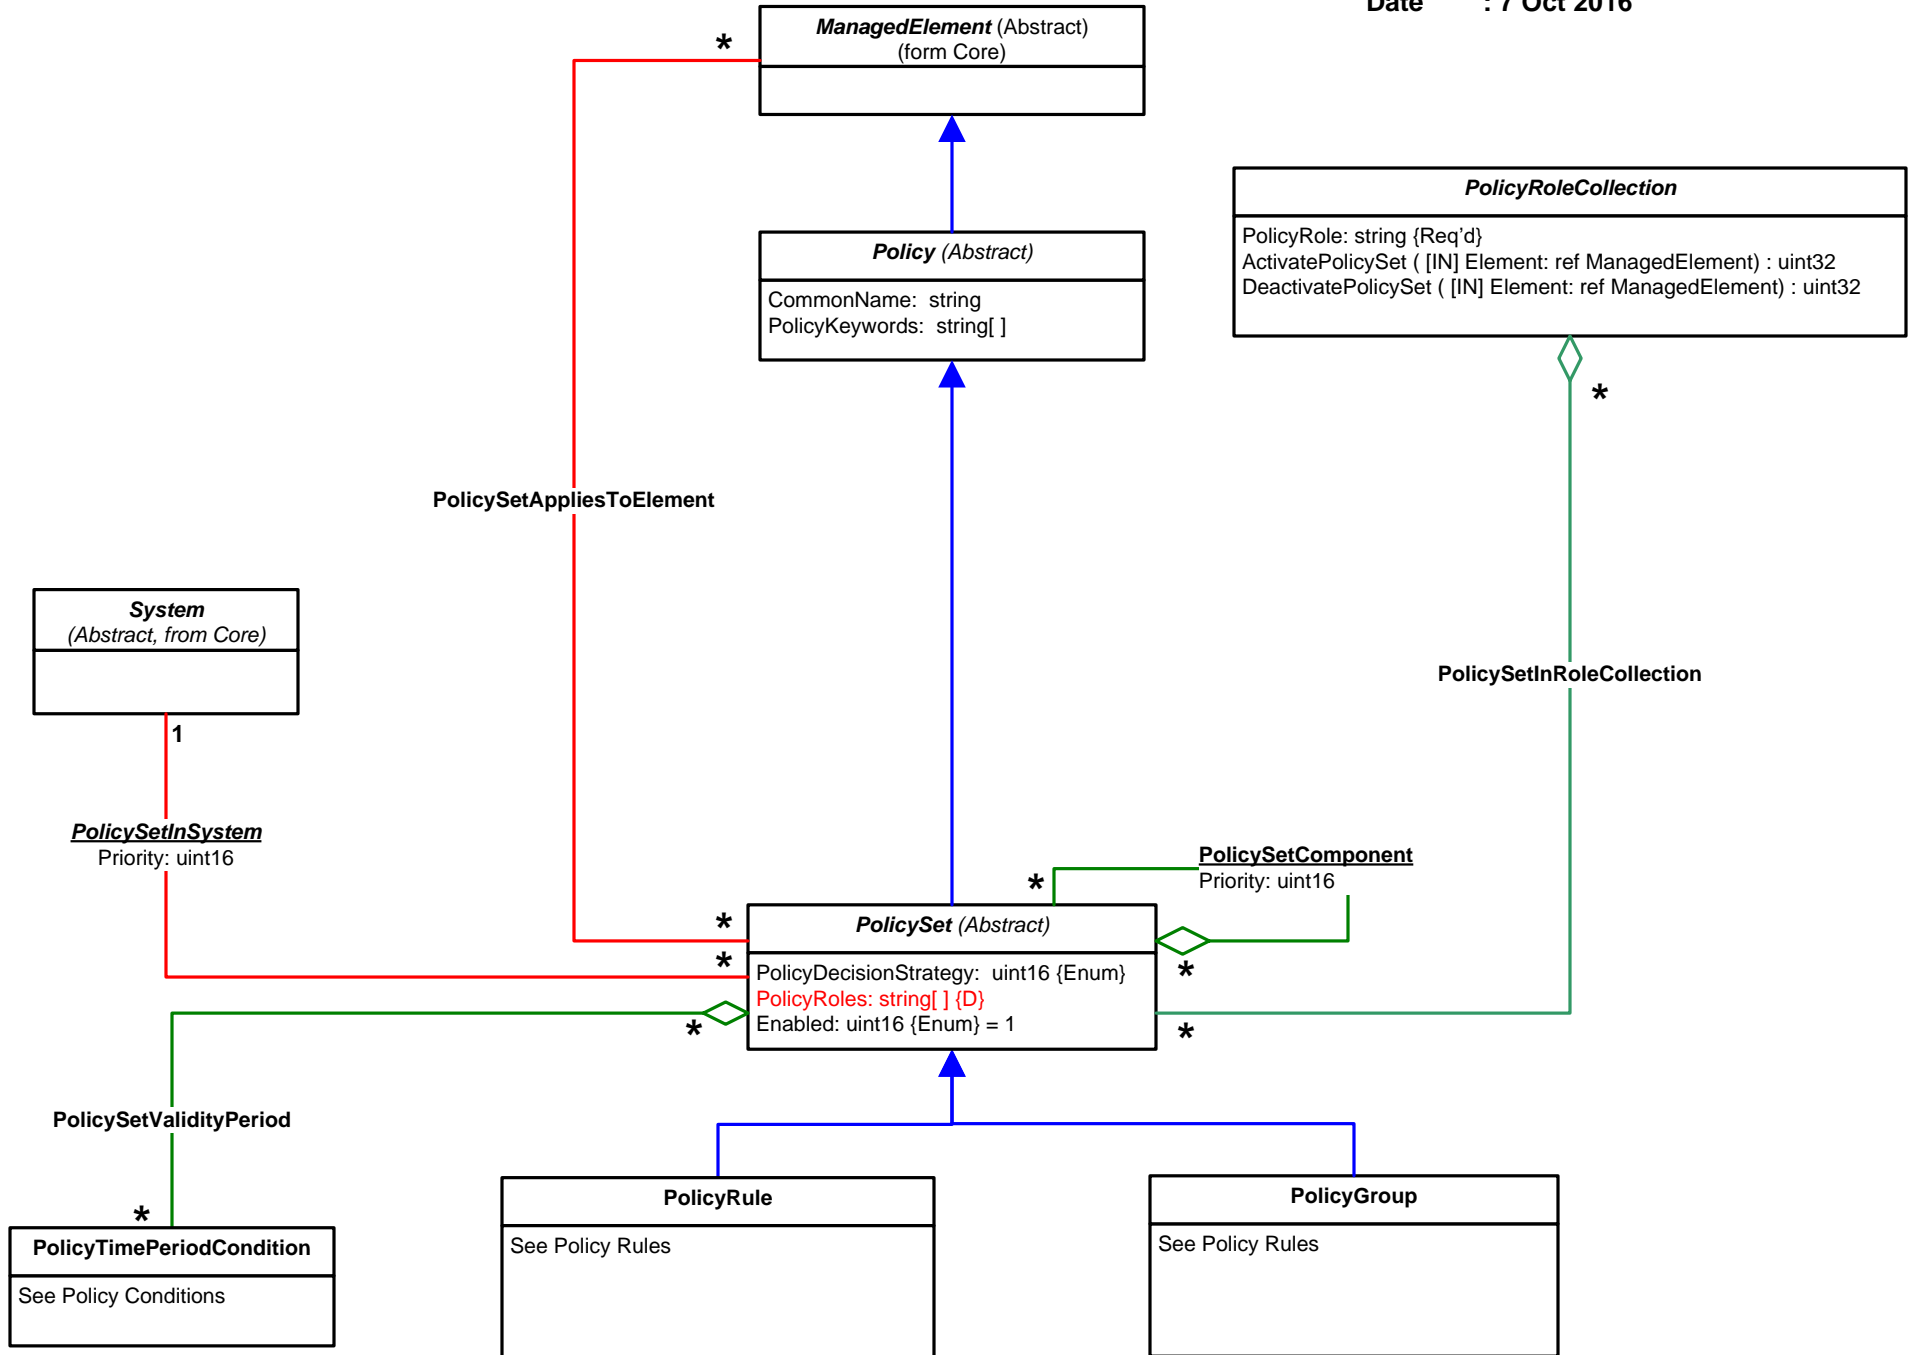 Date : 7 Oct 2016
ManagedElement (Abstract)
(form Core)
*
PolicyRoleCollection
PolicyRole: string {Req'd}
ActivatePolicySet ( [IN] Element: ref ManagedElement) : uint32
DeactivatePolicySet ( [IN] Element: ref ManagedElement) : uint32
*
Policy (Abstract)
CommonName: string
PolicyKeywords: string[ ]
PolicySetAppliesToElement
System
(Abstract, from Core)
1
PolicySetInRoleCollection
PolicySetInSystem
Priority: uint16
PolicySetComponent
Priority: uint16
*
*
*
PolicySet (Abstract)
PolicyDecisionStrategy: uint16 {Enum}
PolicyRoles: string[ ] {D}
Enabled: uint16 {Enum} = 1
*
*
*
PolicySetValidityPeriod
*
PolicyTimePeriodCondition
See Policy Conditions
PolicyRule
See Policy Rules
PolicyGroup
See Policy Rules